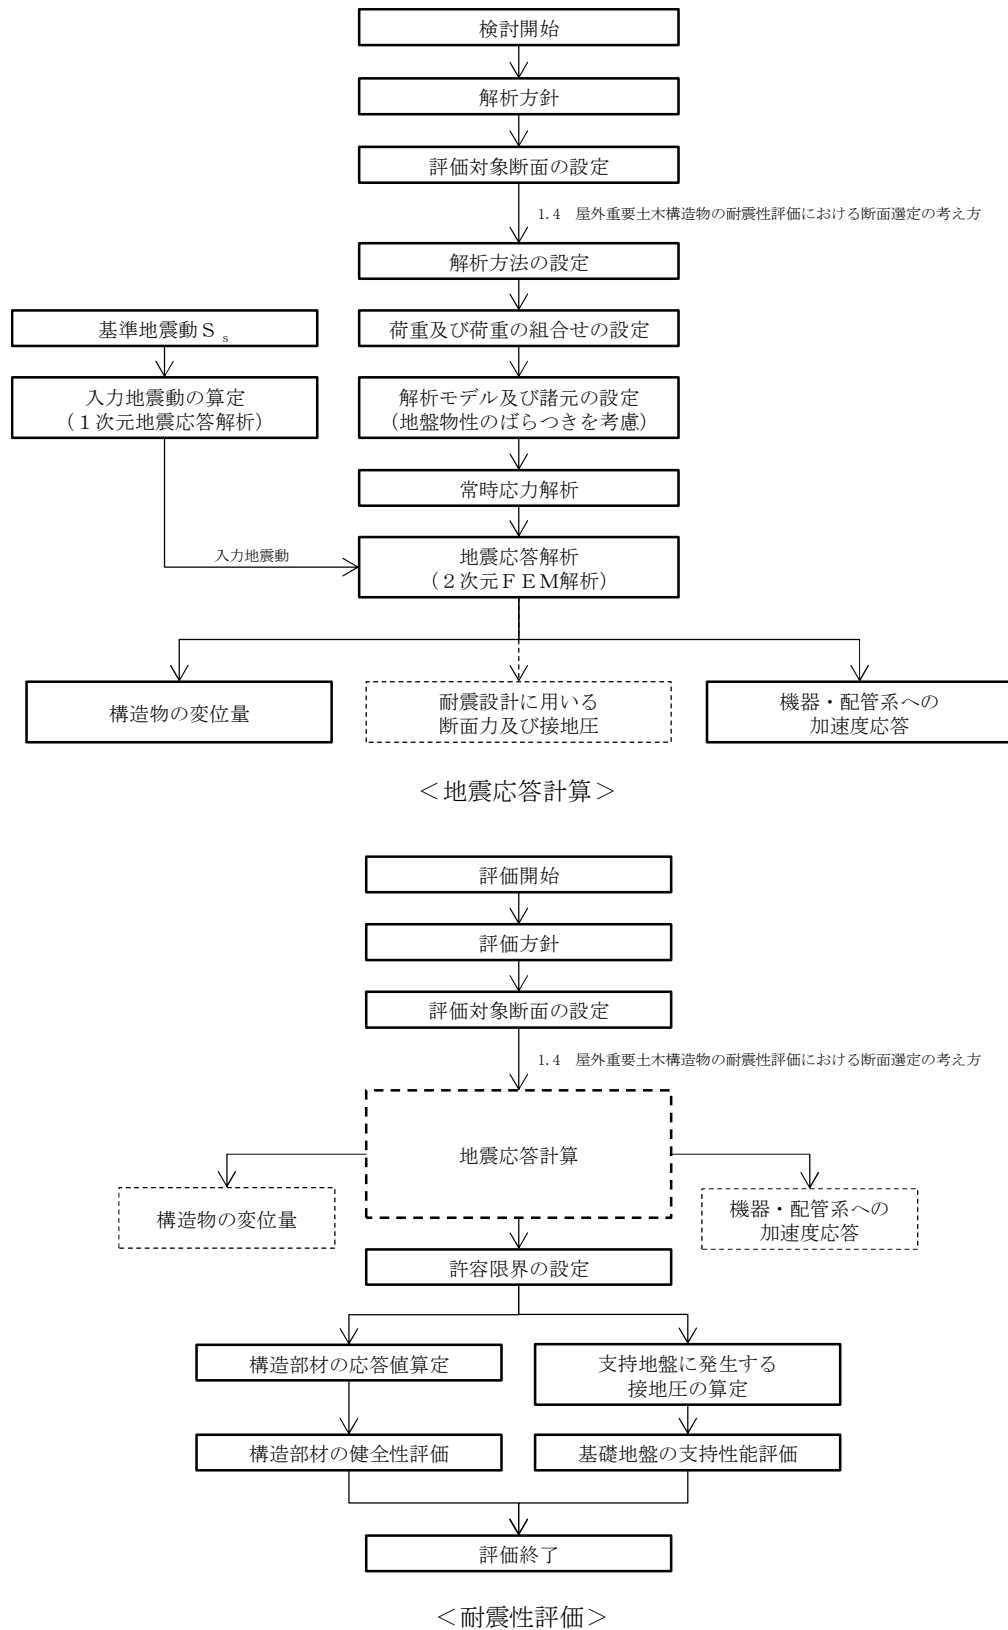 検討開始
解析方針
評価対象断面の設定
1.4　屋外重要土木構造物の耐震性評価における断面選定の考え方
解析方法の設定
基準地震動Ｓs
荷重及び荷重の組合せの設定
入力地震動の算定
（１次元地震応答解析）
解析モデル及び諸元の設定
（地盤物性のばらつきを考慮）
常時応力解析
入力地震動
地震応答解析
（２次元ＦＥＭ解析）
構造物の変位量
耐震設計に用いる
断面力及び接地圧
機器・配管系への
加速度応答
＜地震応答計算＞
評価開始
評価方針
評価対象断面の設定
1.4　屋外重要土木構造物の耐震性評価における断面選定の考え方
地震応答計算
構造物の変位量
機器・配管系への
加速度応答
許容限界の設定
構造部材の応答値算定
支持地盤に発生する
接地圧の算定
構造部材の健全性評価
基礎地盤の支持性能評価
評価終了
＜耐震性評価＞